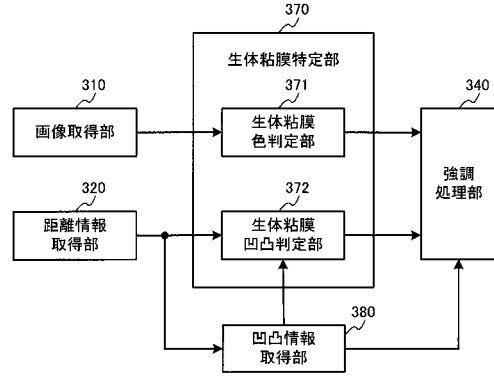 370
生体粘膜特定部
310
画像取得部
371
生体粘膜
色判定部
340
強調
処理部
320
距離情報
取得部
372
生体粘膜
凹凸判定部
380
凹凸情報
取得部